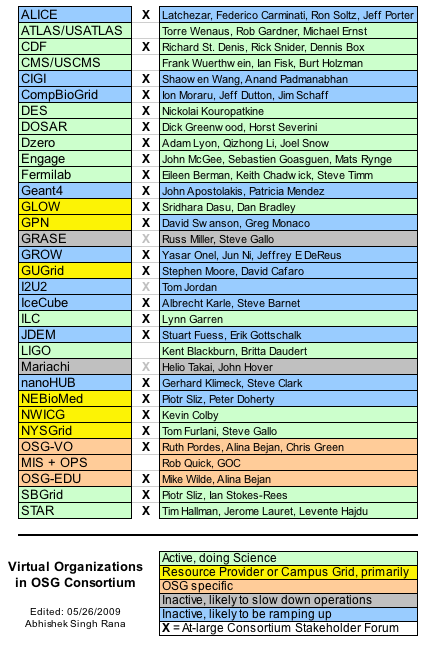 ALICE X Latchezar, Federico Carminati, Ron Soltz, Jeff Porter
ATLAS/USATLAS Torre Wenaus, Rob Gardner, Michael Ernst
CDF X Richard St. Denis, Rick Snider, Dennis Box
CMS/USCMS Frank Wuerthwein, Ian Fisk, Burt Holzman
CIGI X Shaowen Wang, Anand Padmanabhan
CompBioGrid X Ion Moraru, Jeff Dutton, Jim Schaff
DES X Nickolai Kouropatkine
DOSAR X Dick Greenwood, Horst Severini
Dzero X Adam Lyon, Qizhong Li, Joel Snow
Engage X John McGee, Sebastien Goasguen, Mats Rynge
Fermilab X Eileen Berman, Keith Chadwick, Steve Timm
Geant4 X John Apostolakis, Patricia Mendez
GLOW X Sridhara Dasu, Dan Bradley
GPN X David Swanson, Greg Monaco
GRASE X Russ Miller, Steve Gallo
GROW X Yasar Onel, Jun Ni, Jeffrey E DeReus
GUGrid X Stephen Moore, David Cafaro
I2U2 X Tom Jordan
IceCube X Albrecht Karle, Steve Barnet
ILC X Lynn Garren
JDEM X Stuart Fuess, Erik Gottschalk
LIGO Kent Blackburn, Britta Daudert
Mariachi X Helio Takai, John Hover
nanoHUB X Gerhard Klimeck, Steve Clark
NEBioMed X Piotr Sliz, Peter Doherty
NWICG X Kevin Colby
NYSGrid X Tom Furlani, Steve Gallo
OSG-VO X Ruth Pordes, Alina Bejan, Chris Green
MIS + OPS Rob Quick, GOC
OSG-EDU X Mike Wilde, Alina Bejan
SBGrid X Piotr Sliz, Ian Stokes-Rees
STAR X Tim Hallman, Jerome Lauret, Levente Hajdu
Virtual Organizations
in OSG Consortium
Edited: 05/26/2009
Abhishek Singh Rana
Active, doing Science
Resource Provider or Campus Grid, primarily
OSG specific
Inactive, likely to slow down operations
Inactive, likely to be ramping up
X = At-large Consortium Stakeholder Forum